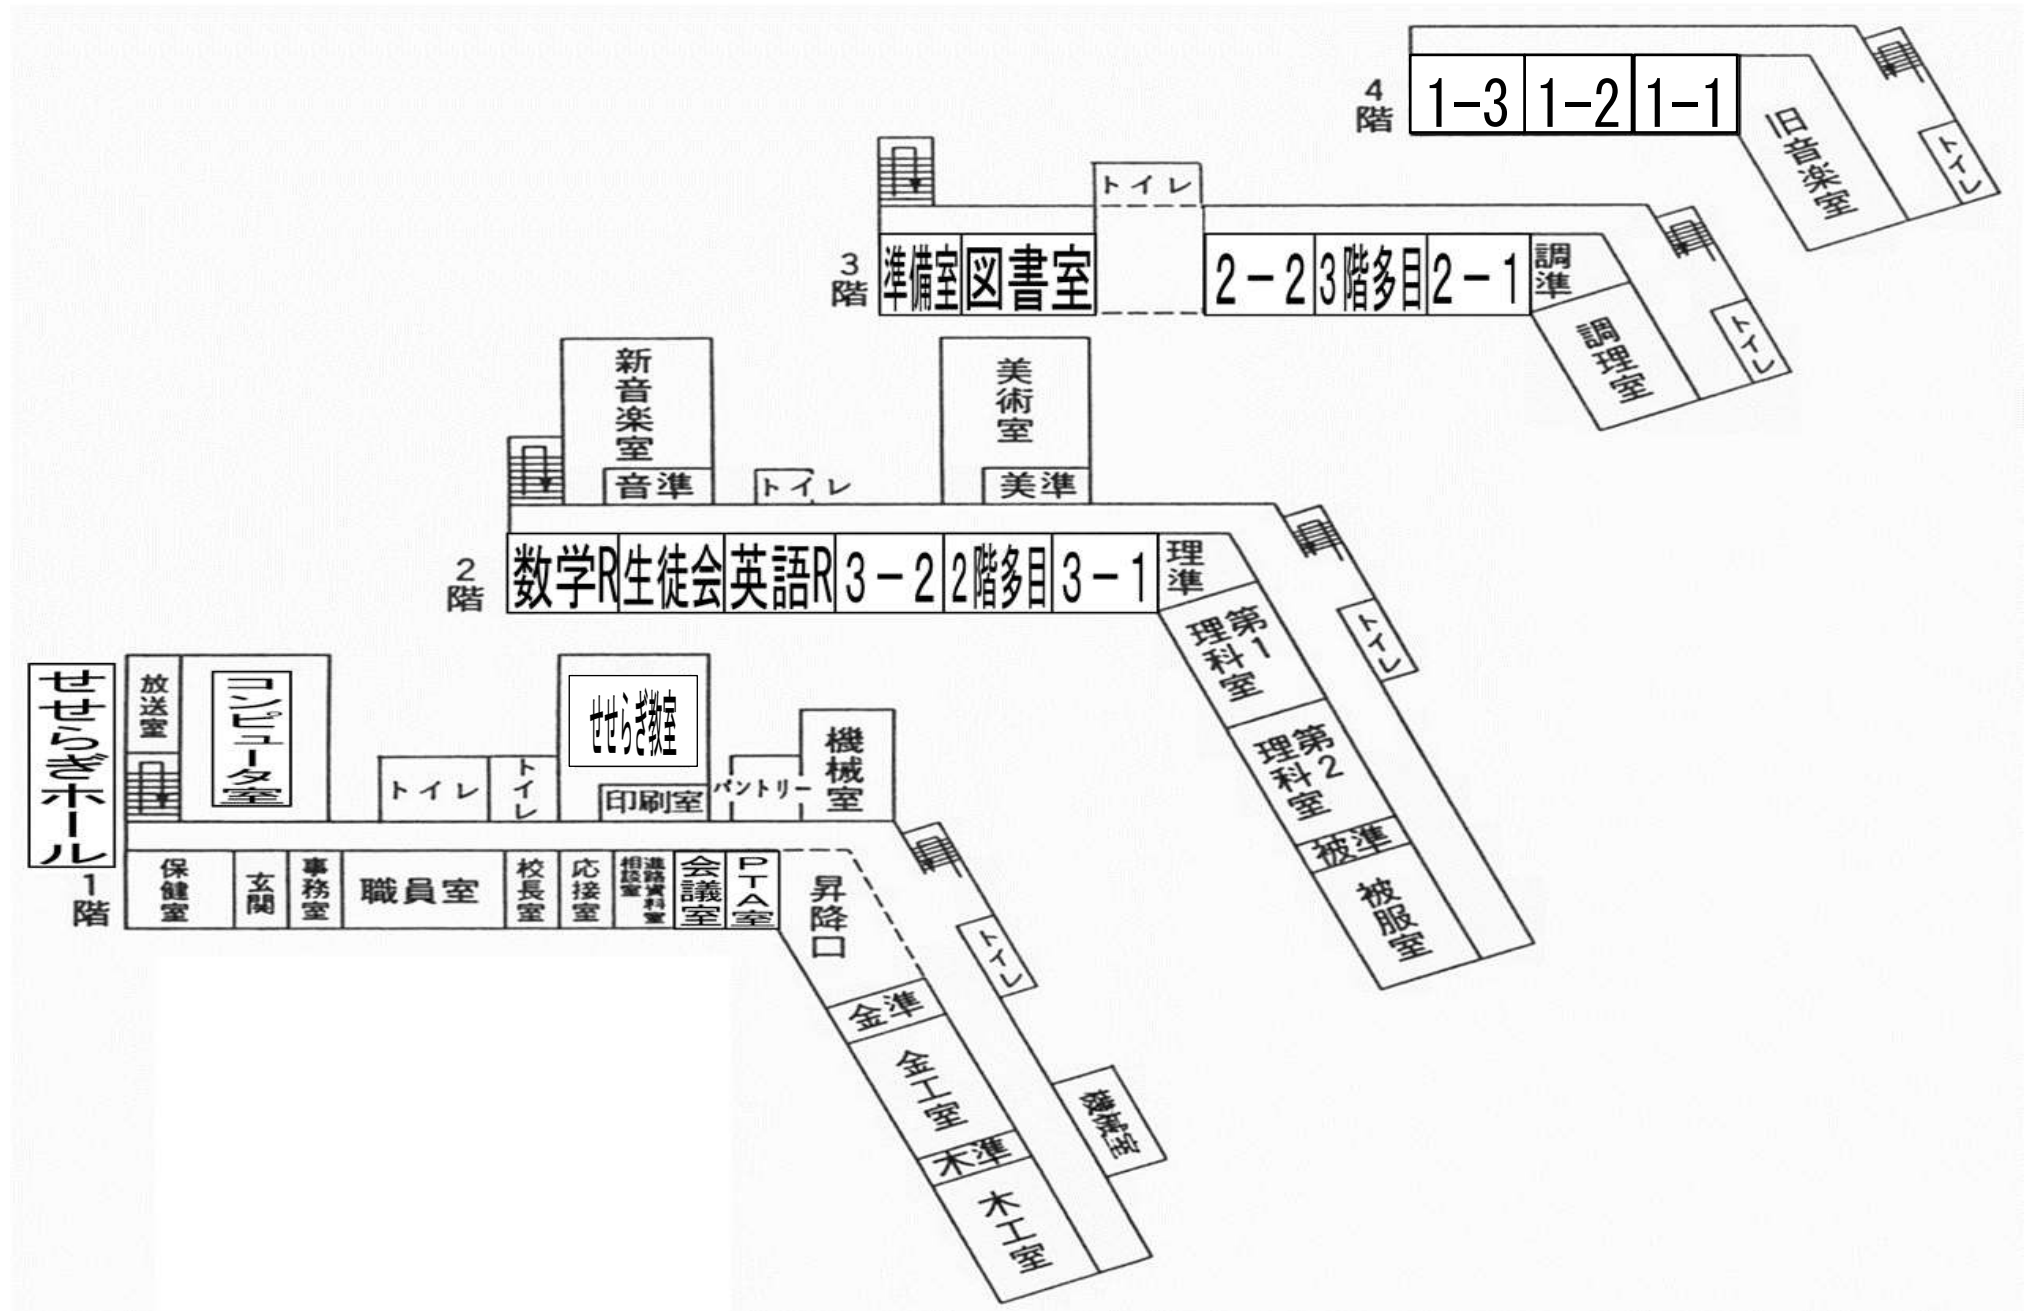 4階
1-3
1-2
1-1
旧音楽室
トイレ
3階
準備室
図書室
トイレ
2-2
3階多目
2-1
調準
調理室
トイレ
新音楽室
音準
トイレ
美術室
美準
2階
数学R
生徒会
英語R
3-2
2階多目
3-1
理準
第1理科室
第2理科室
被準
被服室
トイレ
せせらぎホール
放送室
コンピュータ室
トイレ
トイレ
せせらぎ教室
印刷室
パントリー
機械室
1階
保健室
玄関
事務室
職員室
校長室
応接室
進路資料室
相談室
会議室
PTA室
昇降口
金準
金工室
木準
木工室
トイレ